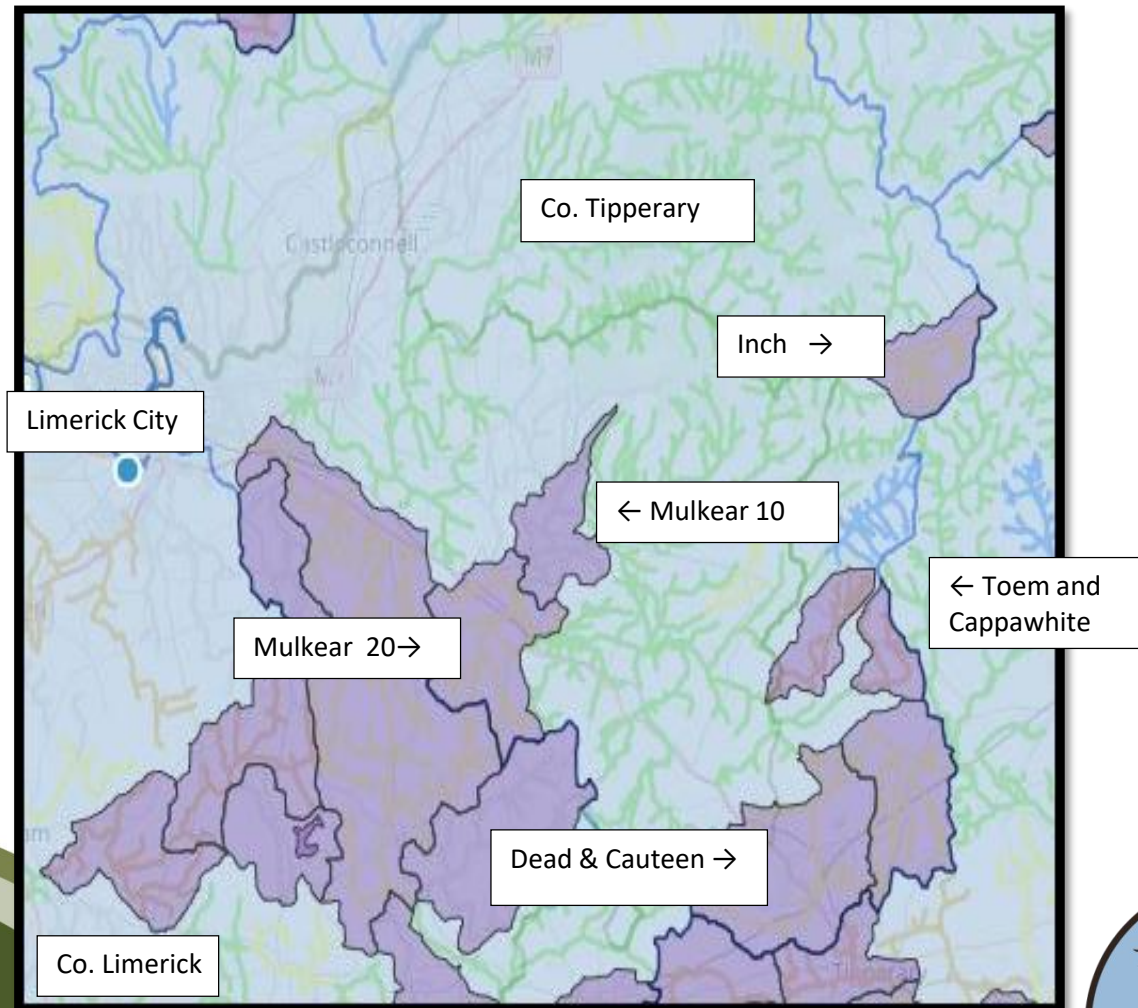 M7
Co. Tipperary
Castleconnell
Inch →
M7
Limerick City
← Mulkear 10
← Toem and
Cappawhite
Mulkear 20→
Dead & Cauteen →
Co. Limerick
Tipperary